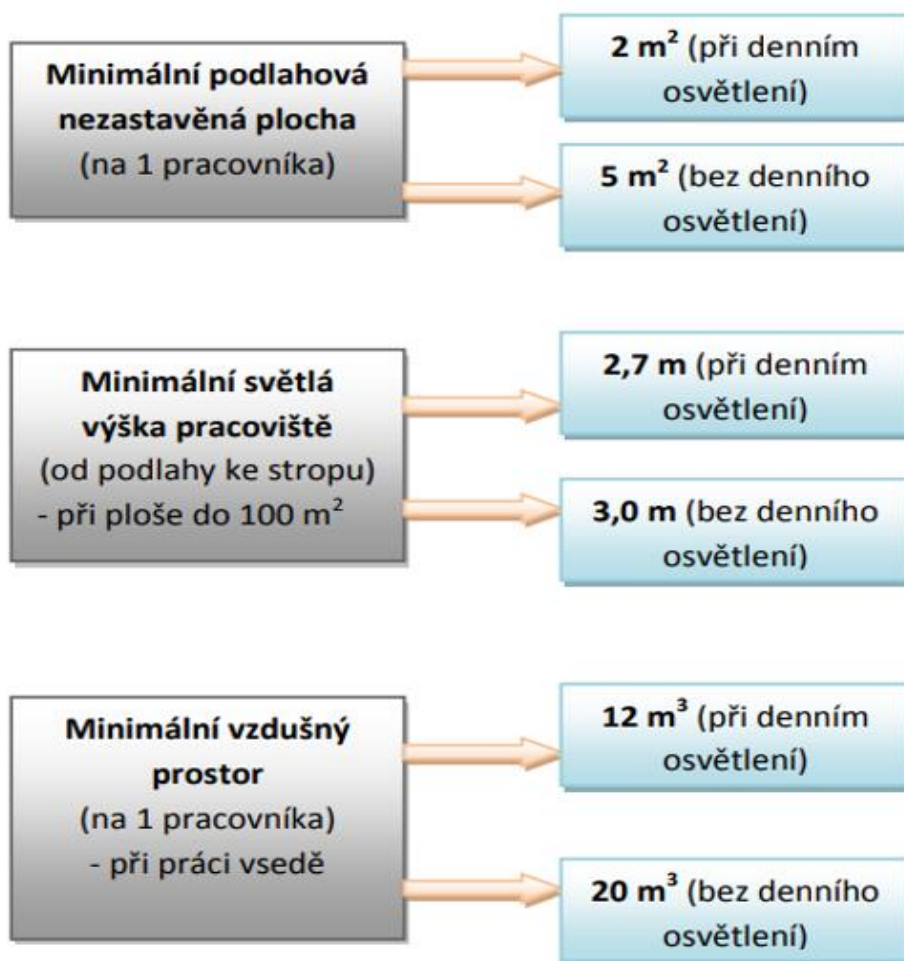 Minimální podlahová
nezastavěná plocha
(na 1 pracovníka)
2 m² (při denním
osvětlení)
5 m² (bez denního
osvětlení)
Minimální světlá
výška pracoviště
(od podlahy ke stropu)
- při ploše do 100 m²
2,7 m (při denním
osvětlení)
3,0 m (bez denního
osvětlení)
Minimální vzdušný
prostor
(na 1 pracovníka)
- při práci vsedě
12 m³ (při denním
osvětlení)
20 m³ (bez denního
osvětlení)